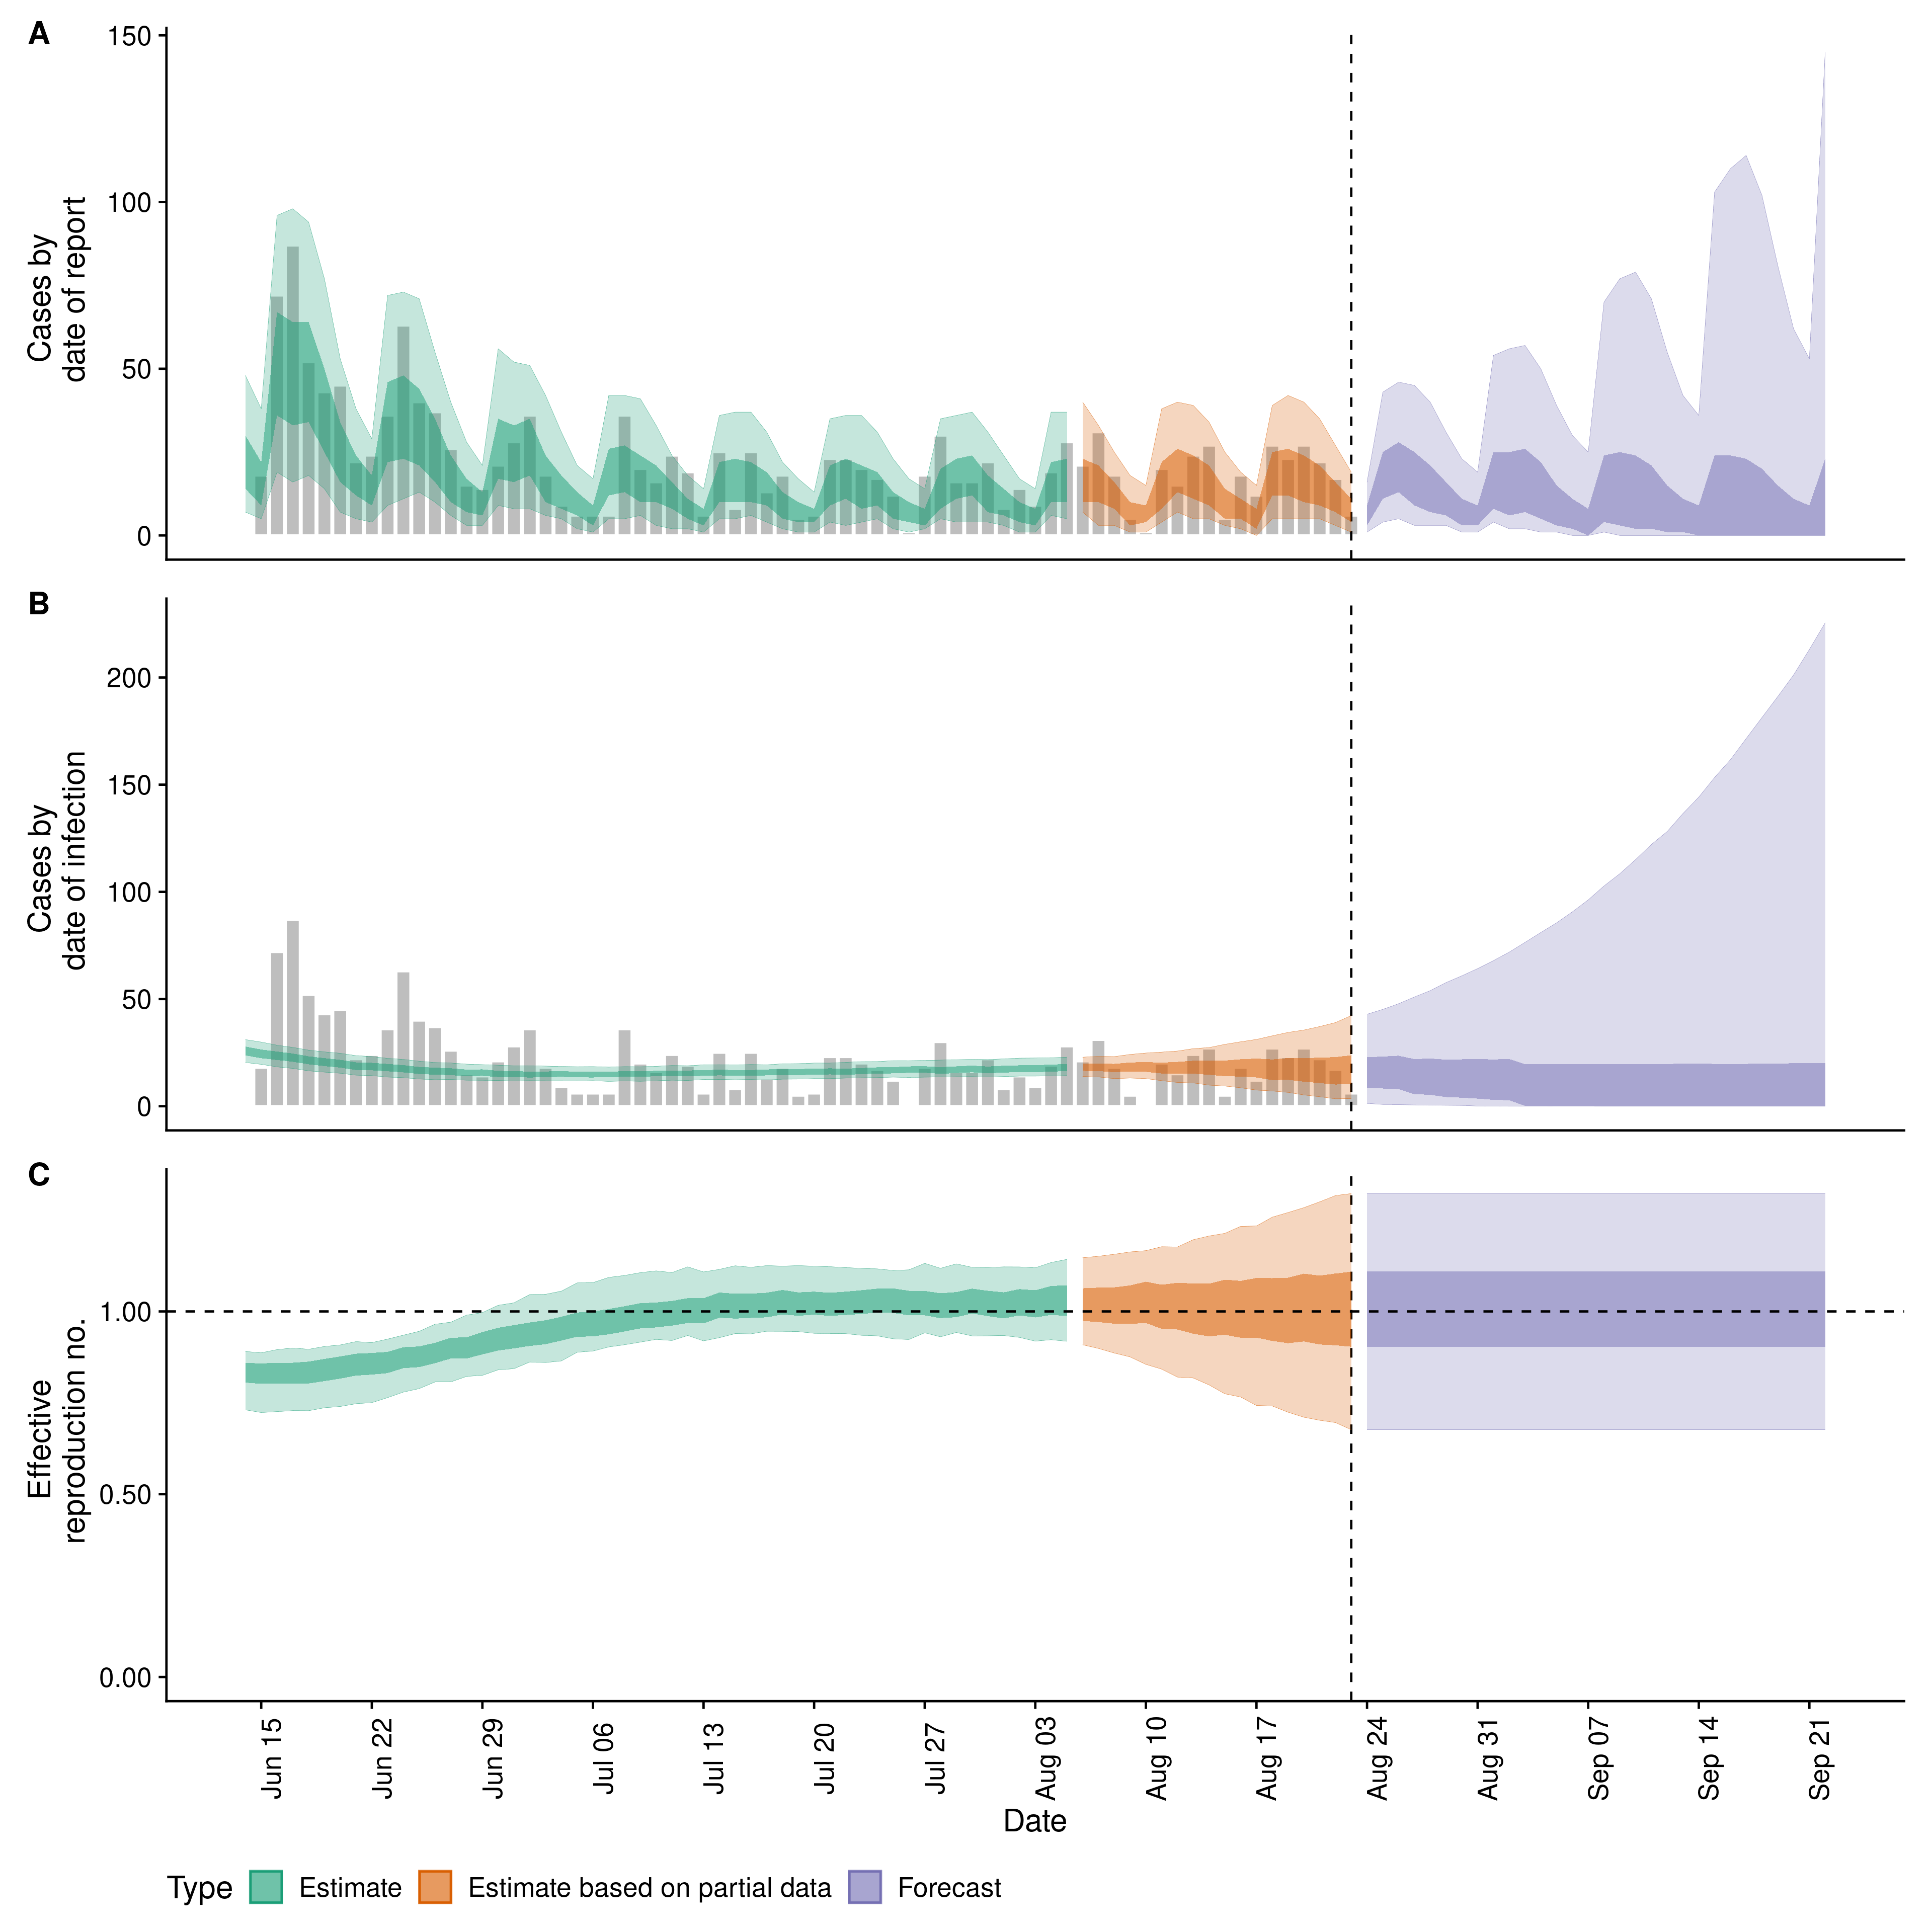 A
Cases by
date of report
150
100
50
0
B
Cases by
date of infection
200
150
100
50
0
C
Effective
reproduction no.
1.00
0.50
0.00
Jun 15
Jun 22
Jun 29
Jul 06
Jul 13
Jul 20
Jul 27
Aug 03
Aug 10
Aug 17
Aug 24
Aug 31
Sep 07
Sep 14
Sep 21
Date
Type Estimate Estimate based on partial data Forecast